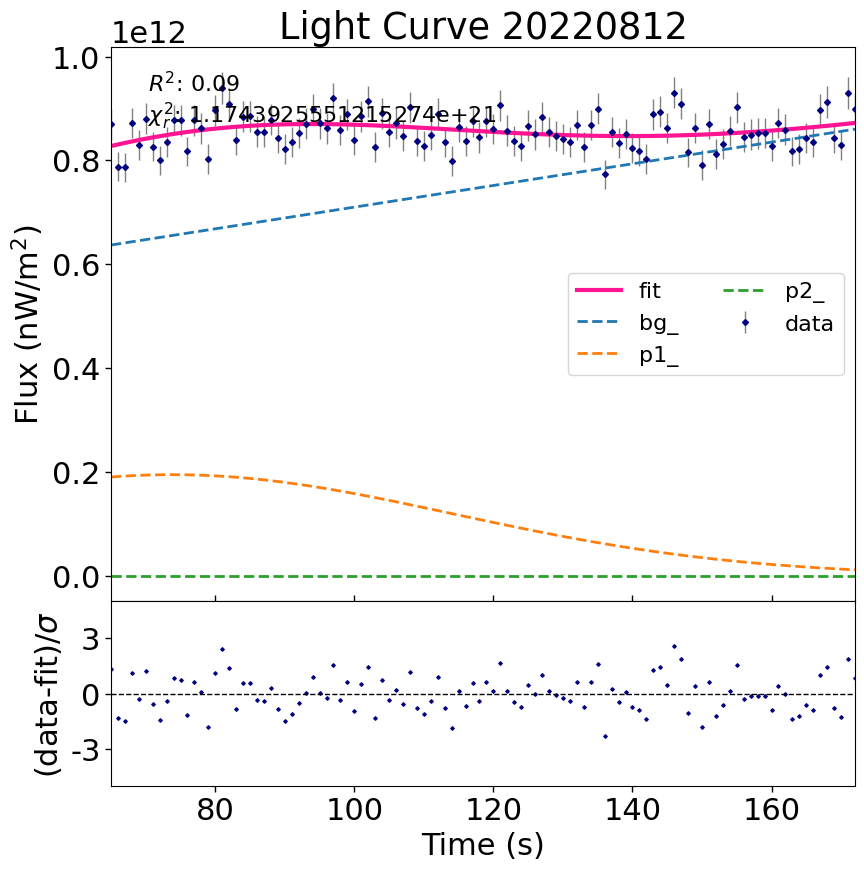 Light Curve 20220812
1e12
R²: 0.09
χ²ᵣ: 1.1743925551215274e+21
1.0
0.8
0.6
0.4
0.2
0.0
Flux (nW/m²)
fit
bg_
p1_
p2_
data
3
0
-3
(data-fit)/σ
80 100 120 140 160
Time (s)